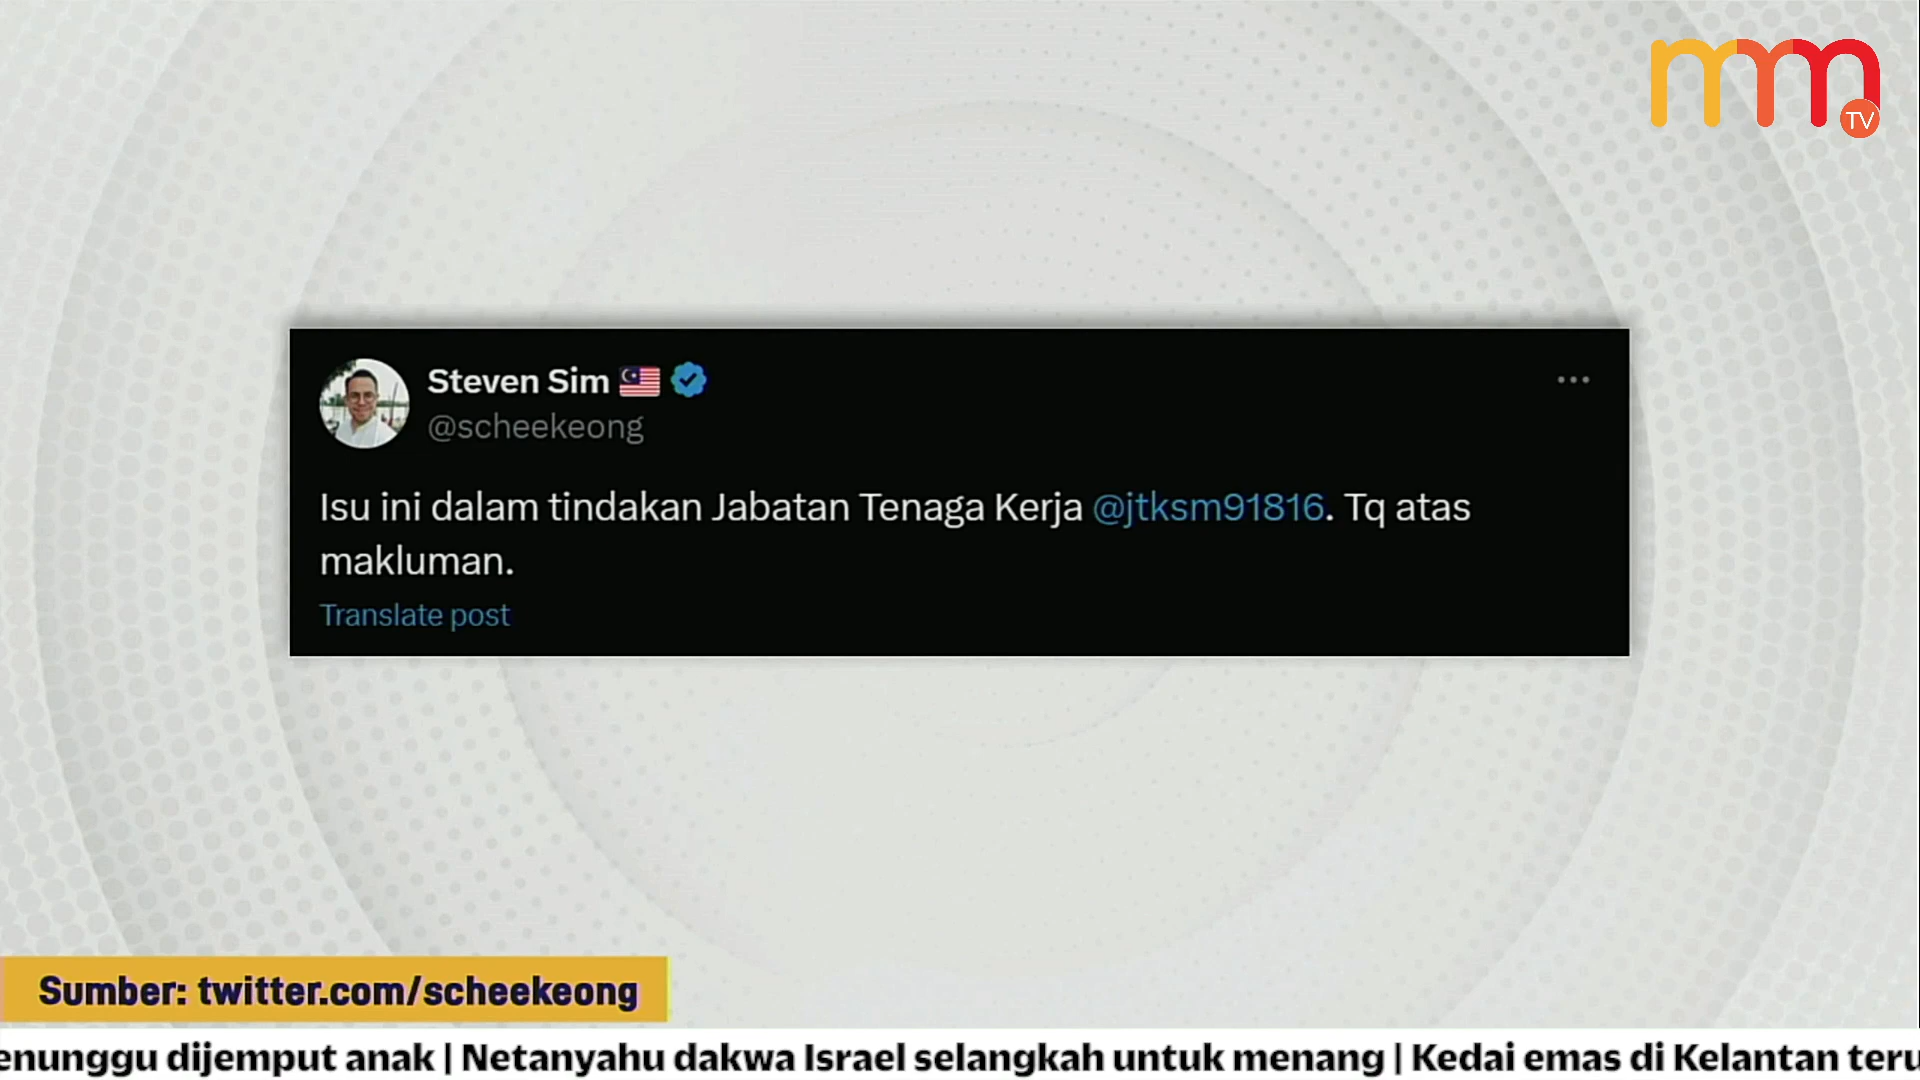 mm
TV
Steven Sim
@scheekeong
Isu ini dalam tindakan Jabatan Tenaga Kerja @jtksm91816. Tq atas
makluman.
Translate post
Sumber: twitter.com/scheekeong
enunggu dijemput anak | Netanyahu dakwa Israel selangkah untuk menang | Kedai emas di Kelantan teru